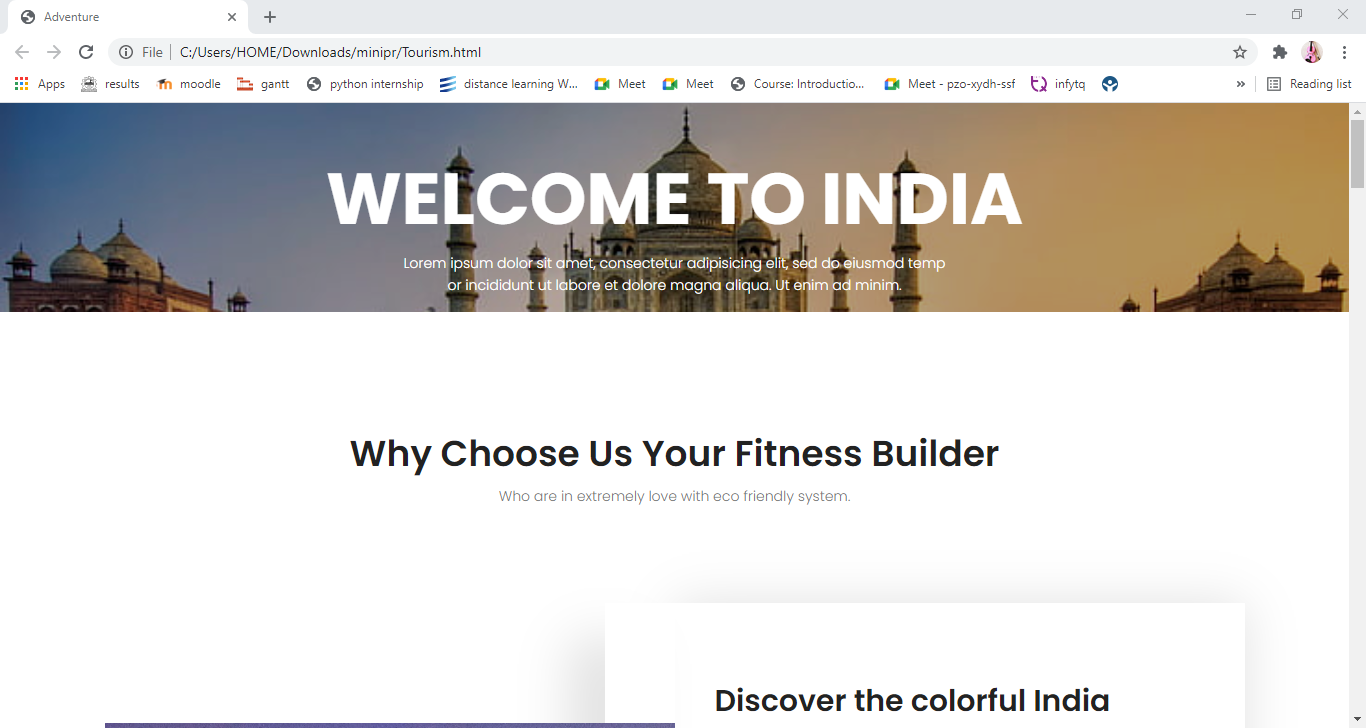 Adventure
File C:/Users/HOME/Downloads/minipr/Tourism.html
Apps results moodle gantt python internship distance learning W... Meet Meet Course: Introductio... Meet - pzo-xydh-ssf infytq » Reading list
WELCOME TO INDIA
Lorem ipsum dolor sit amet, consectetur adipisicing elit, sed do eiusmod temp
or incididunt ut labore et dolore magna aliqua. Ut enim ad minim.
Why Choose Us Your Fitness Builder
Who are in extremely love with eco friendly system.
Discover the colorful India